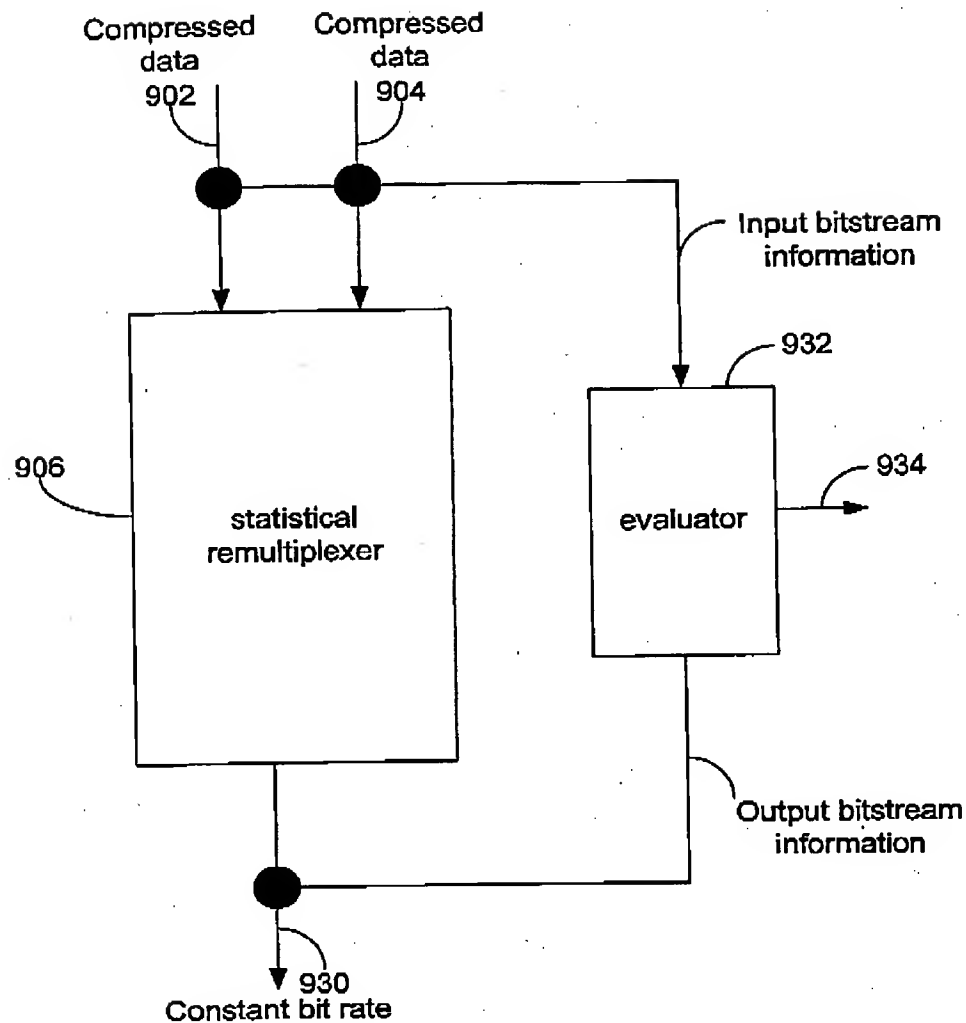 Compressed
data
902
Compressed
data
904
Input bitstream
information
932
906
statistical
remultiplexer
evaluator
934
Output bitstream
information
930
Constant bit rate